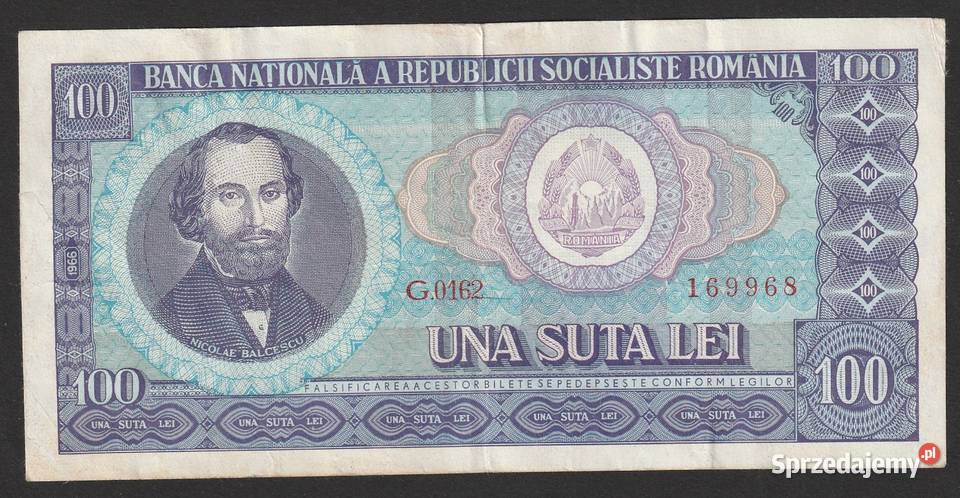 BANCA NATIONALĂ A REPUBLICII SOCIALISTE ROMÂNIA
100
100
100
100
100
100
100
1966
ROMANIA
G.0162
169968
NICOLAE BALCESCU
UNA SUTA LEI
100
FALSIFICAREA ACESTOR BILETE SE PEDEPSESTE CONFORM LEGILOR
100
UNA SUTA LEI
UNA SUTA LEI
UNA SUTA LEI
UNA SUTA LEI
UNA SUTA LEI
Sprzedajemy.pl